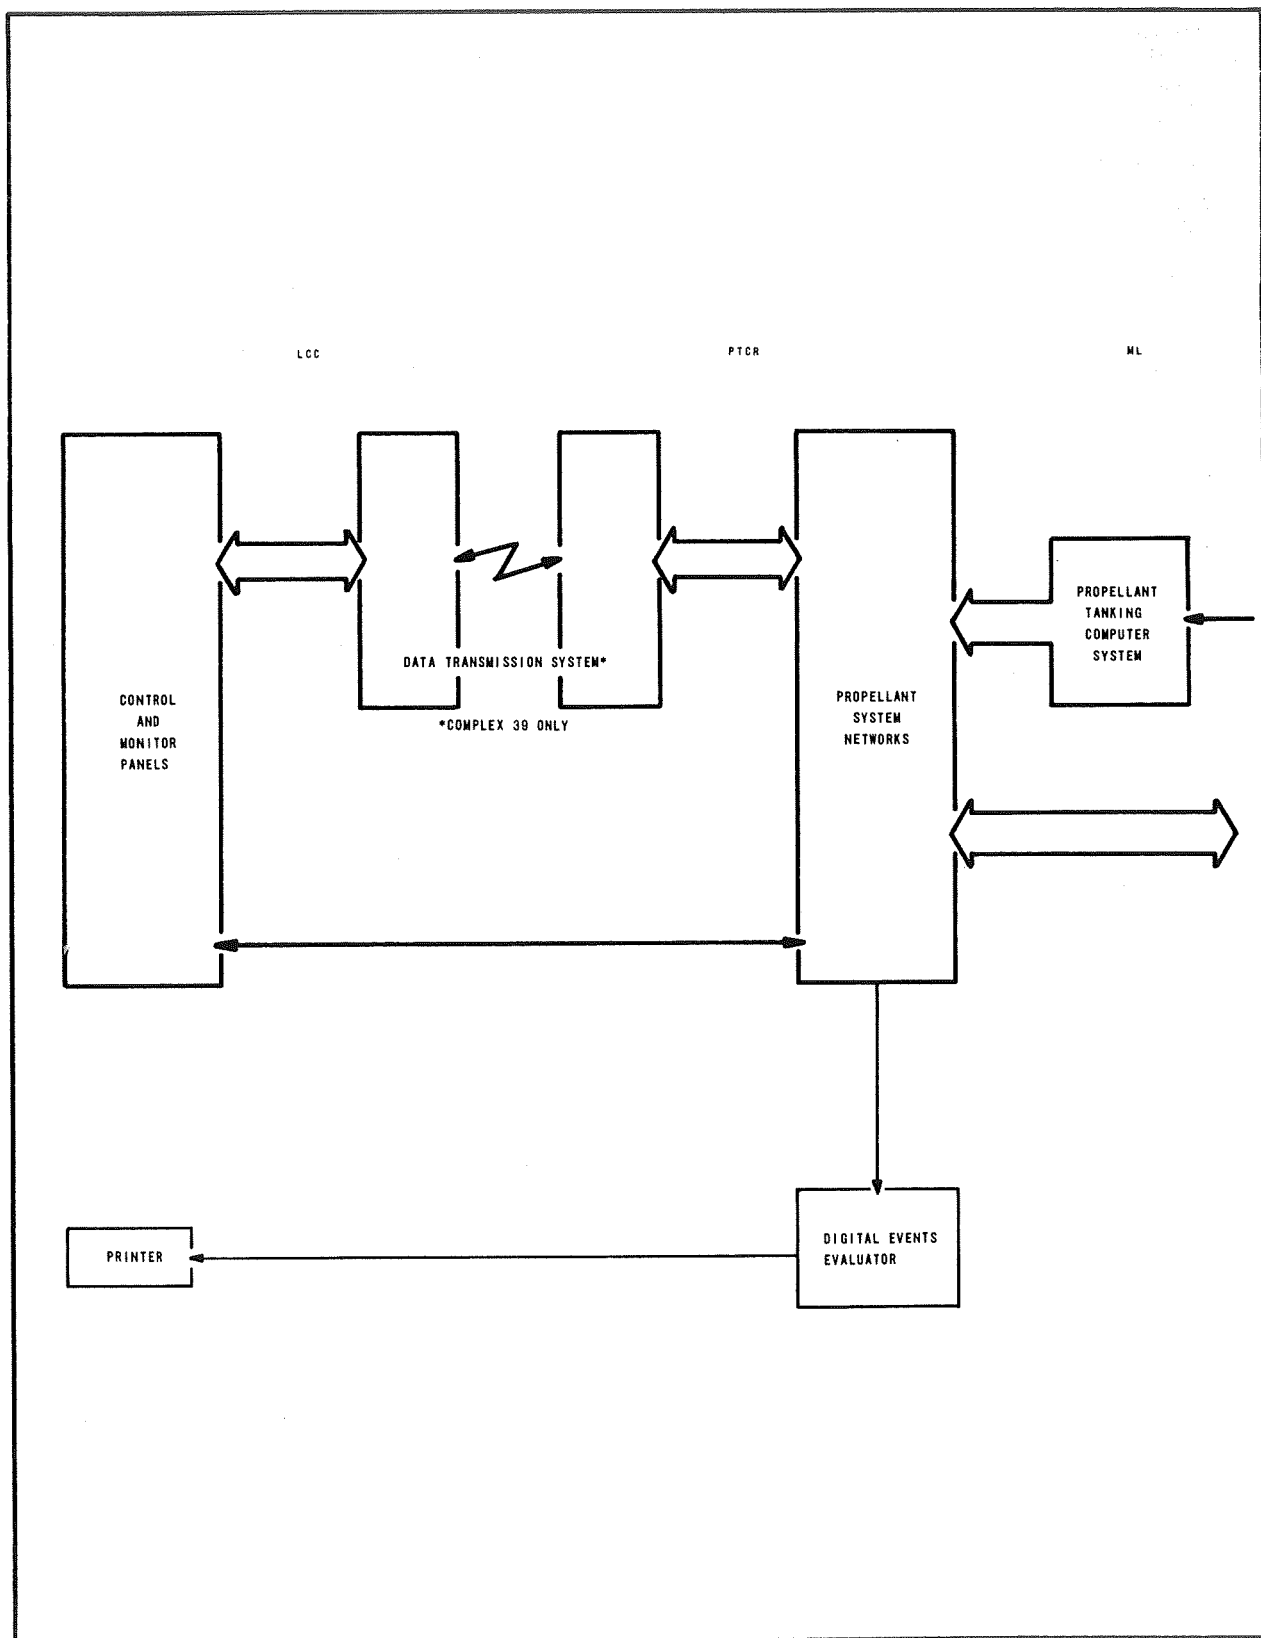 LCC
PTCR
ML
PROPELLANT
TANKING
COMPUTER
SYSTEM
DATA TRANSMISSION SYSTEM*
*COMPLEX 39 ONLY
CONTROL
AND
MONITOR
PANELS
PROPELLANT
SYSTEM
NETWORKS
PRINTER
DIGITAL EVENTS
EVALUATOR